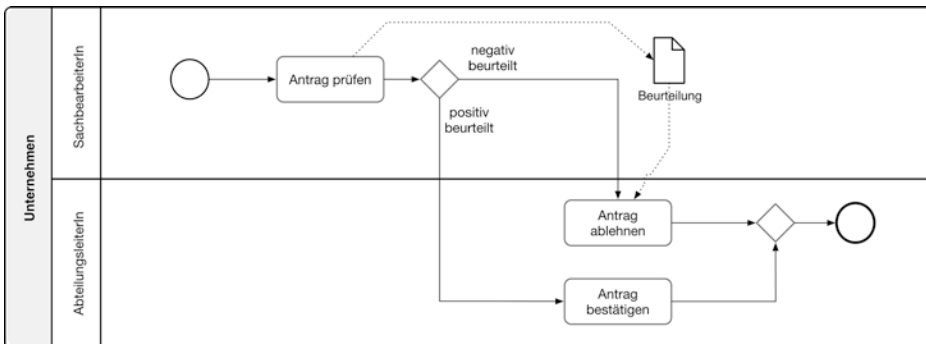 Unternehmen
SachbearbeiterIn
Antrag prüfen
negativ
beurteilt
positiv
beurteilt
Beurteilung
AbteilungsleiterIn
Antrag
ablehnen
Antrag
bestätigen